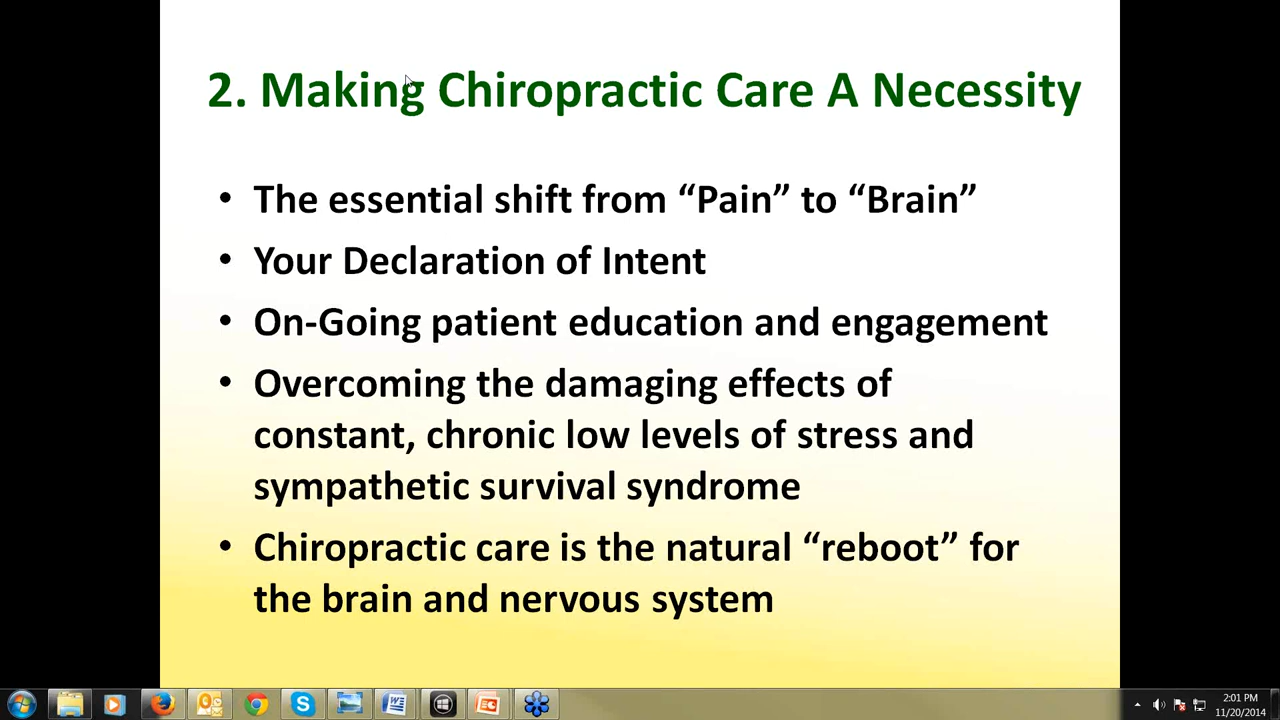 2. Making Chiropractic Care A Necessity
• The essential shift from “Pain” to “Brain”
• Your Declaration of Intent
• On-Going patient education and engagement
• Overcoming the damaging effects of
constant, chronic low levels of stress and
sympathetic survival syndrome
• Chiropractic care is the natural “reboot” for
the brain and nervous system
2:01 PM
11/20/2014